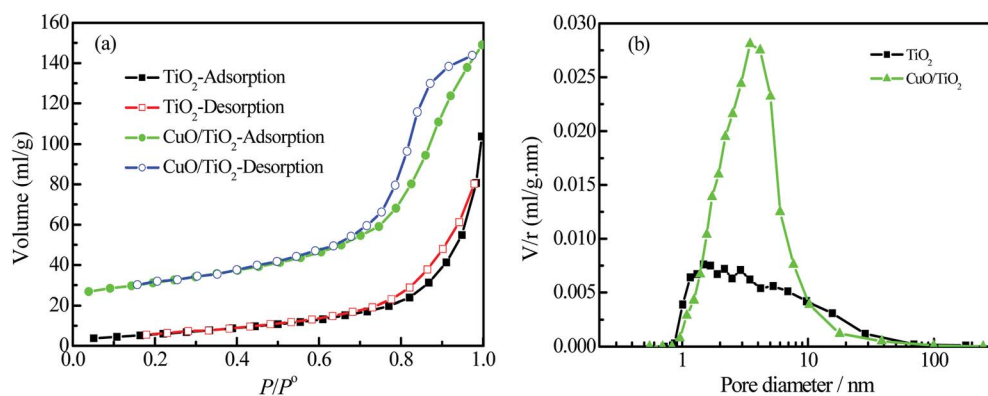 (a)
TiO₂-Adsorption
TiO₂-Desorption
CuO/TiO₂-Adsorption
CuO/TiO₂-Desorption
Volume (ml/g)
160
140
120
100
80
60
40
20
0
0.0 0.2 0.4 0.6 0.8 1.0
P/P⁰
(b)
TiO₂
CuO/TiO₂
V/r (ml/g.nm)
0.030
0.025
0.020
0.015
0.010
0.005
0.000
1 10 100
Pore diameter / nm